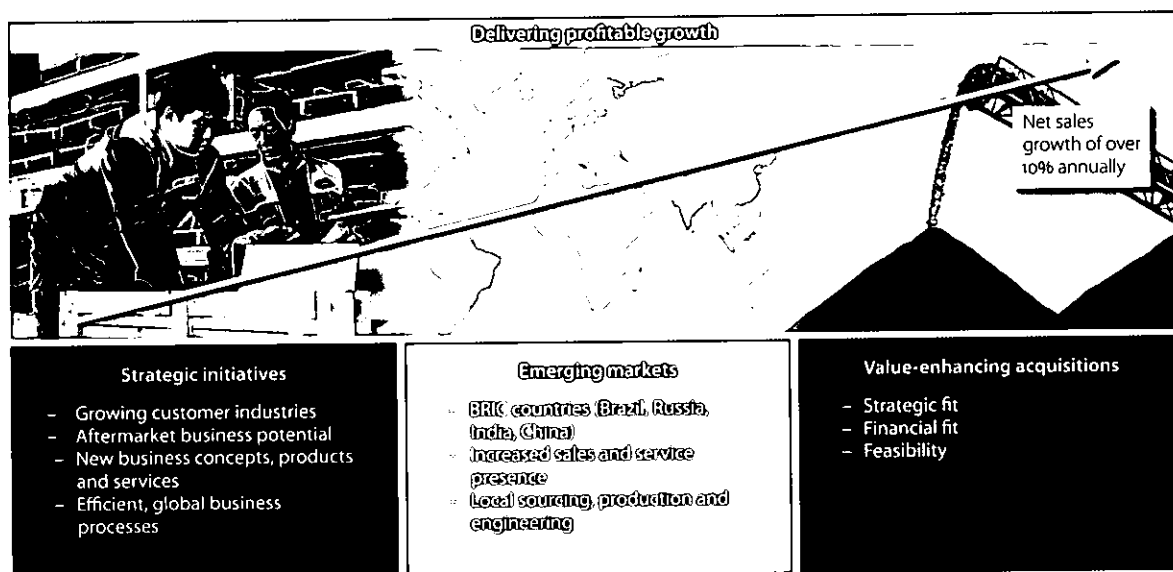 Delivering profitable growth
Net sales
growth of over
10% annually
Strategic initiatives
– Growing customer industries
– Aftermarket business potential
– New business concepts, products
and services
– Efficient, global business
processes
Emerging markets
– BRIC countries (Brazil, Russia,
India, China)
– Increased sales and service
presence
– Local sourcing, production and
engineering
Value-enhancing acquisitions
– Strategic fit
– Financial fit
– Feasibility